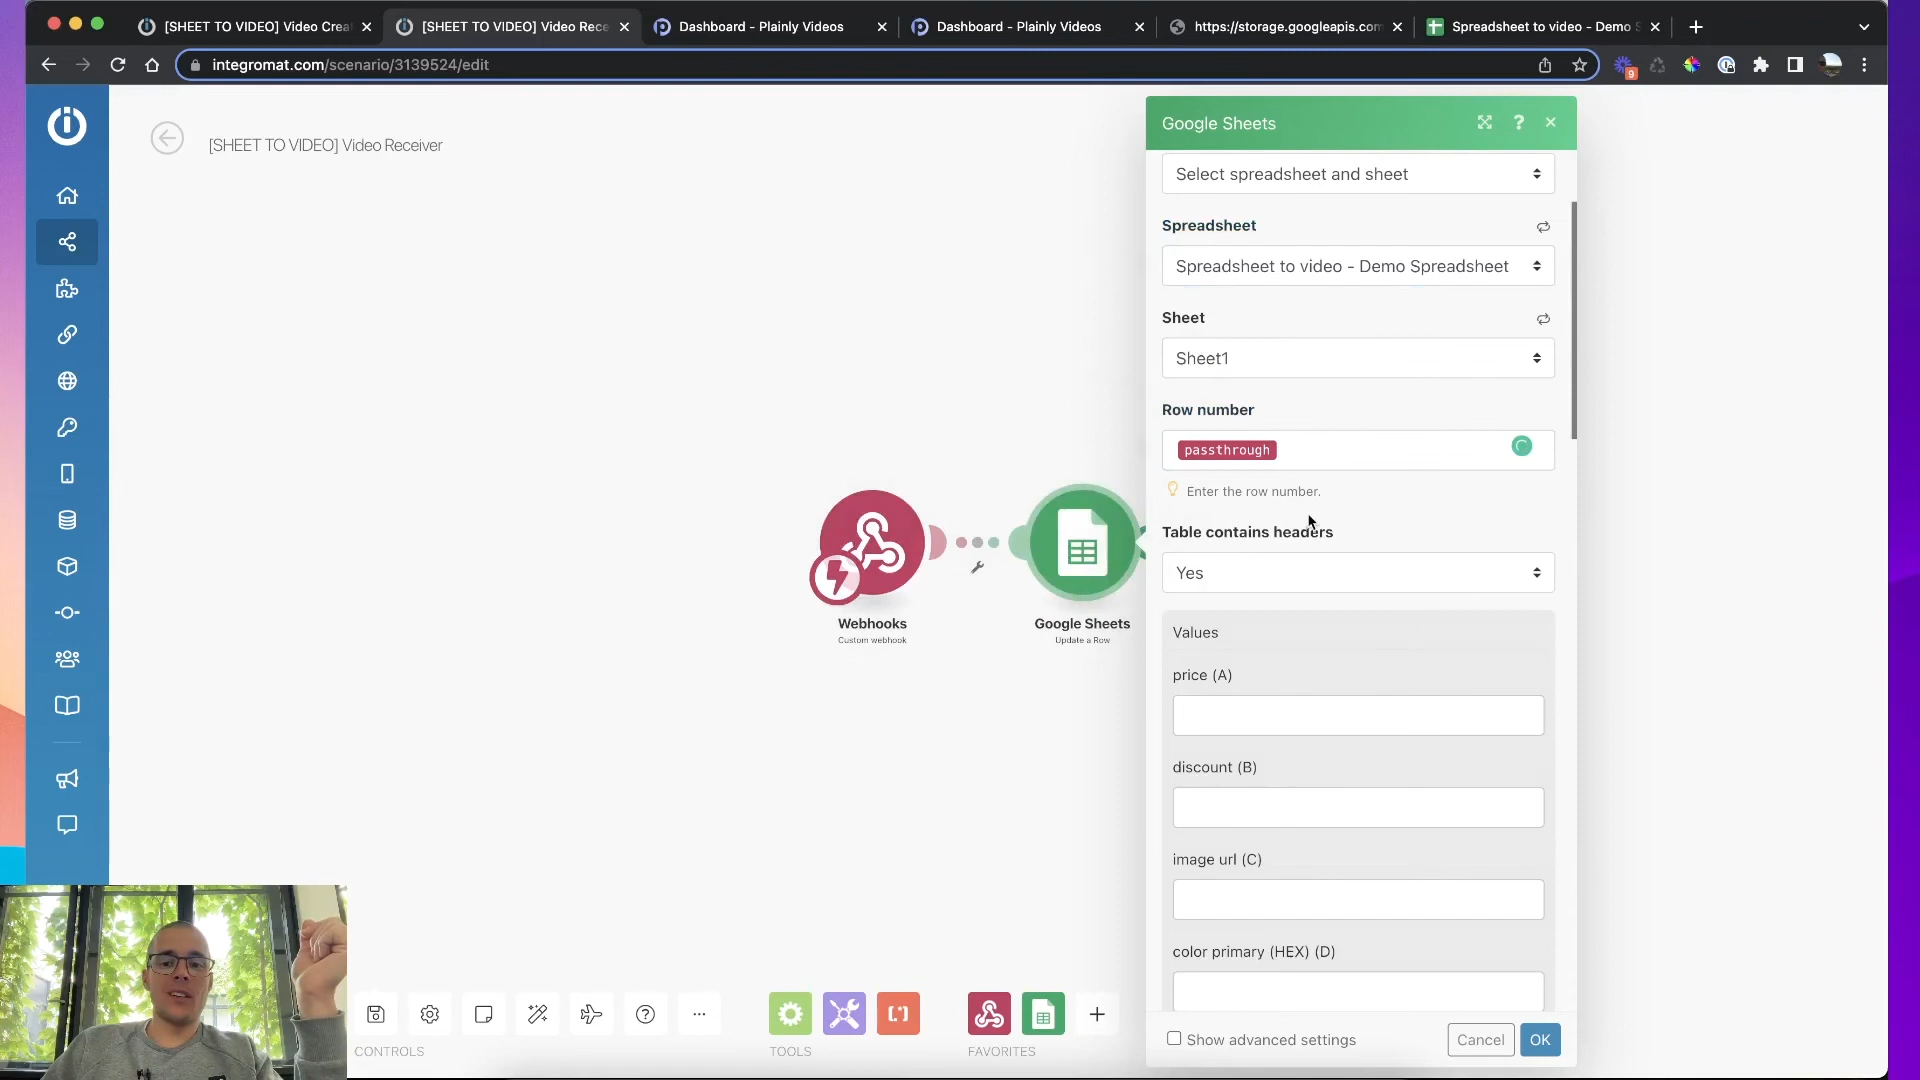 [SHEET TO VIDEO] Video Crea
[SHEET TO VIDEO] Video Rece
Dashboard - Plainly Videos
Dashboard - Plainly Videos
https://storage.googleapis.com
Spreadsheet to video - Demo S
integromat.com/scenario/3139524/edit
9
[SHEET TO VIDEO] Video Receiver
Google Sheets
?
Select spreadsheet and sheet
Spreadsheet
Spreadsheet to video - Demo Spreadsheet
Sheet
Sheet1
Row number
passthrough
Enter the row number.
Table contains headers
Yes
Values
price (A)
discount (B)
image url (C)
color primary (HEX) (D)
Show advanced settings
Cancel
OK
Webhooks
Custom webhook
Google Sheets
Update a Row
CONTROLS
TOOLS
FAVORITES